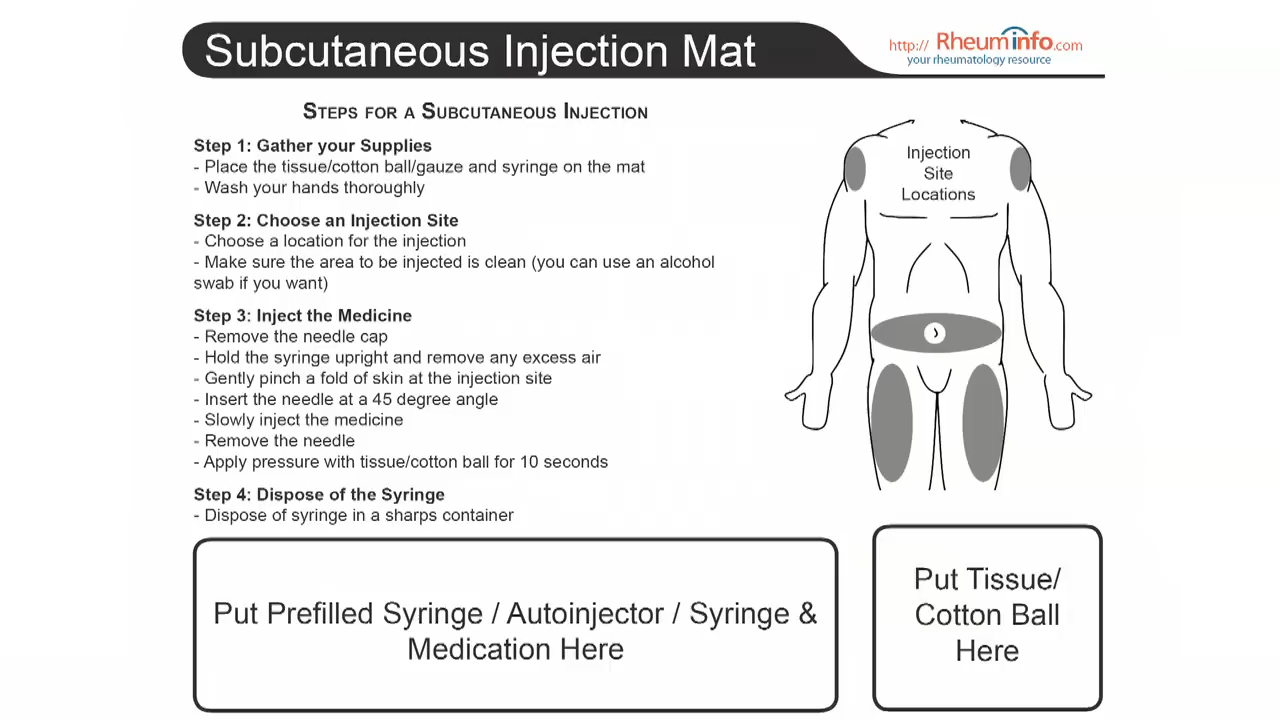 Subcutaneous Injection Mat
http:// Rheuminfo.com
your rheumatology resource
Steps for a Subcutaneous Injection
Step 1: Gather your Supplies
- Place the tissue/cotton ball/gauze and syringe on the mat
- Wash your hands thoroughly
Step 2: Choose an Injection Site
- Choose a location for the injection
- Make sure the area to be injected is clean (you can use an alcohol
swab if you want)
Step 3: Inject the Medicine
- Remove the needle cap
- Hold the syringe upright and remove any excess air
- Gently pinch a fold of skin at the injection site
- Insert the needle at a 45 degree angle
- Slowly inject the medicine
- Remove the needle
- Apply pressure with tissue/cotton ball for 10 seconds
Step 4: Dispose of the Syringe
- Dispose of syringe in a sharps container
Injection
Site
Locations
Put Prefilled Syringe / Autoinjector / Syringe &
Medication Here
Put Tissue/
Cotton Ball
Here